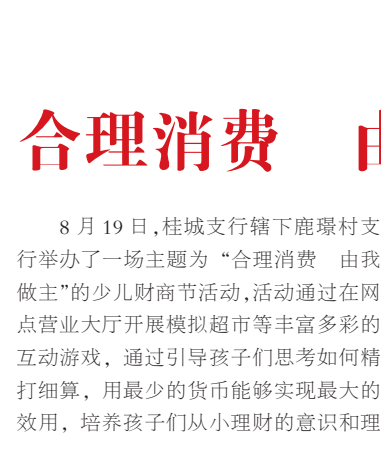 合理消费　由
8月19日,桂城支行辖下鹿璟村支
行举办了一场主题为“合理消费　由我
做主”的少儿财商节活动,活动通过在网
点营业大厅开展模拟超市等丰富多彩的
互动游戏，通过引导孩子们思考如何精
打细算，用最少的货币能够实现最大的
效用，培养孩子们从小理财的意识和理